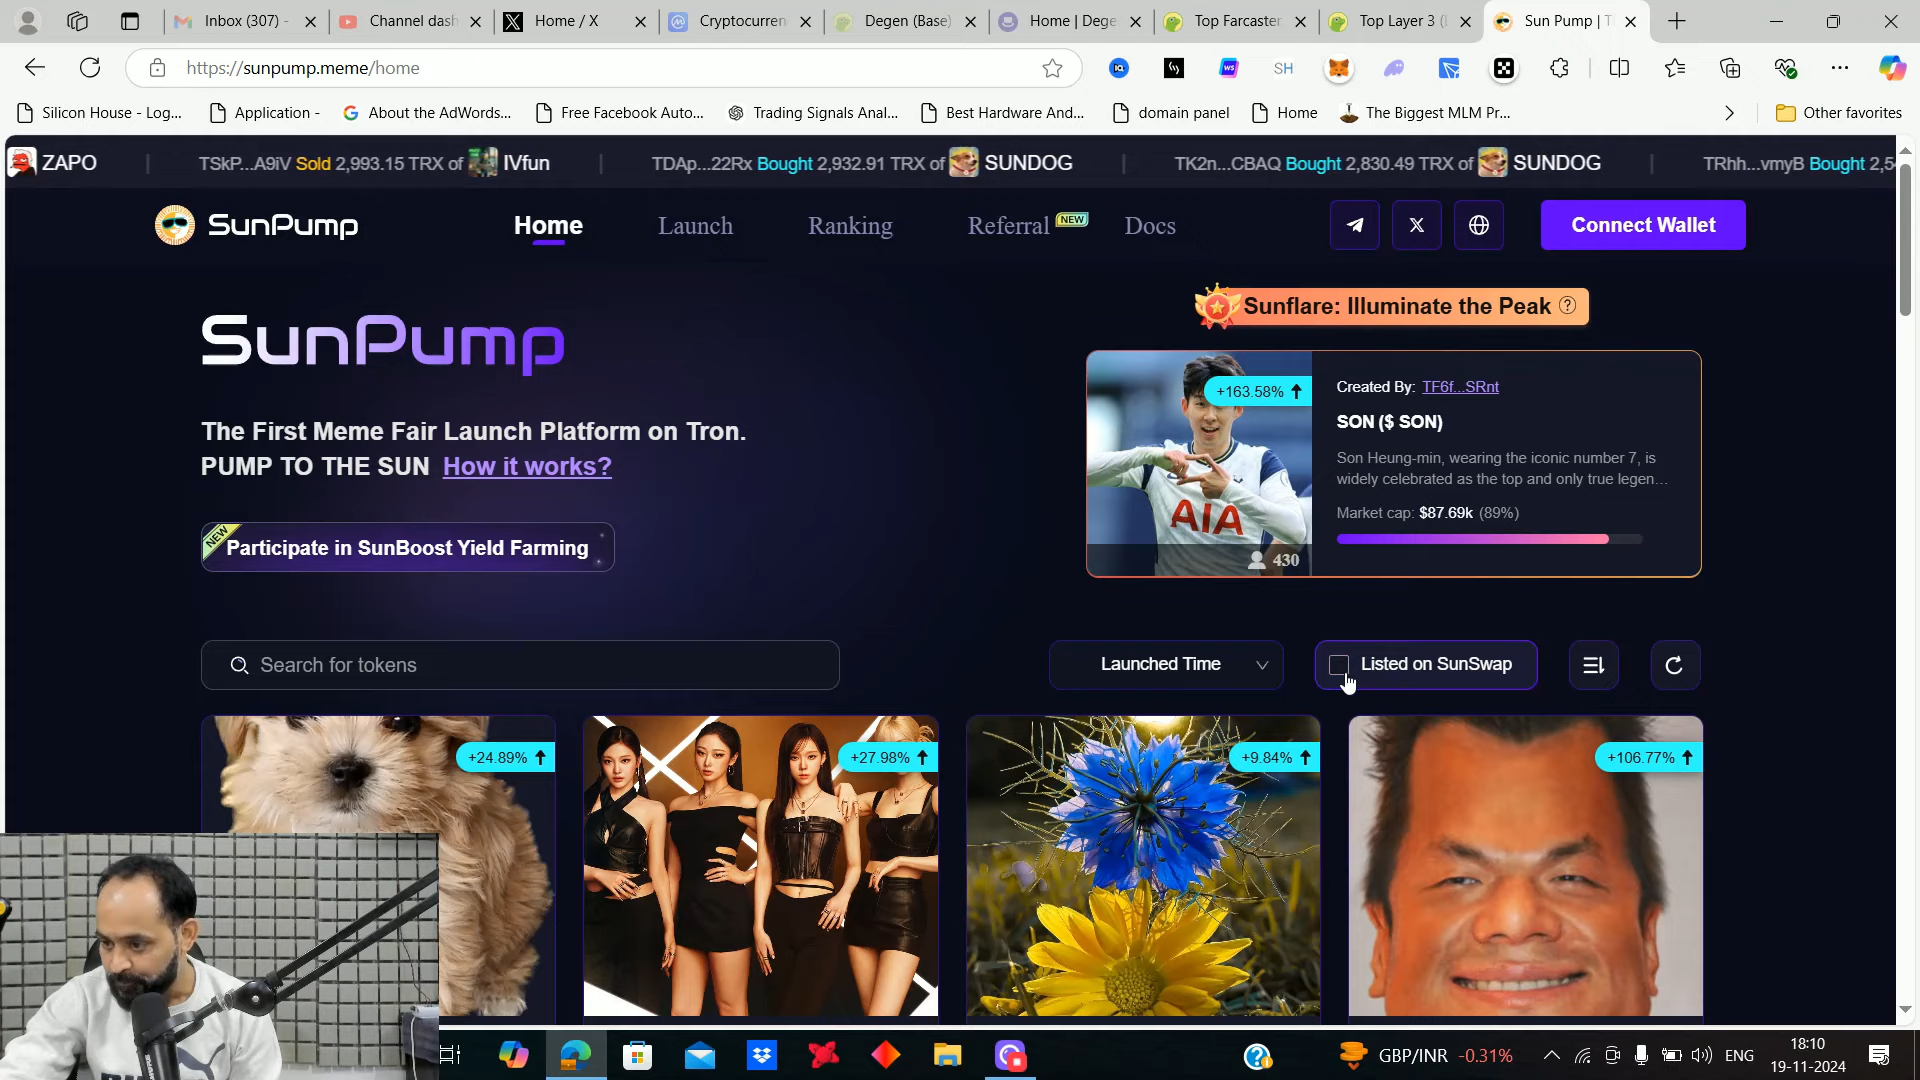 Inbox (307) -
Channel dash
Home / X
Cryptocurren
Degen (Base)
Home | Dege
Top Farcaster
Top Layer 3 (
Sun Pump | T
https://sunpump.meme/home
SH
Silicon House - Log...
Application -
About the AdWords...
Free Facebook Auto...
Trading Signals Anal...
Best Hardware And...
domain panel
Home
The Biggest MLM Pr...
Other favorites
ZAPO
TSkP...A9iV Sold 2,993.15 TRX of IVfun
TDAp...22Rx Bought 2,932.91 TRX of SUNDOG
TK2n...CBAQ Bought 2,830.49 TRX of SUNDOG
TRhh...vmyB Bought 2,5
SunPump
Home
Launch
Ranking
Referral NEW
Docs
Connect Wallet
SunPump
The First Meme Fair Launch Platform on Tron.
PUMP TO THE SUN How it works?
NEW
Participate in SunBoost Yield Farming
Sunflare: Illuminate the Peak ?
+163.58%
AIA
430
Created By: TF6f...SRnt
SON ($ SON)
Son Heung-min, wearing the iconic number 7, is
widely celebrated as the top and only true legen...
Market cap: $87.69k (89%)
Search for tokens
Launched Time
Listed on SunSwap
+24.89%
+27.98%
+9.84%
+106.77%
GBP/INR -0.31%
ENG
18:10
19-11-2024